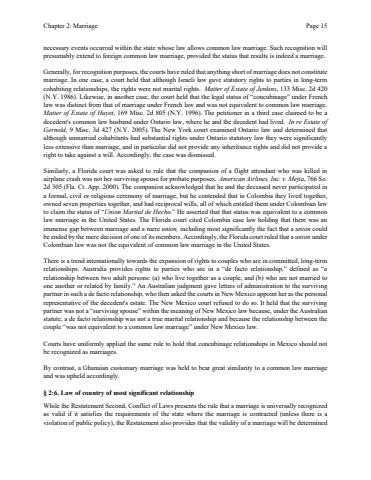 Chapter 2: Marriage Page 15
necessary events occurred within the state whose law allows common law marriage. Such recognition will
presumably extend to foreign common law marriage, provided the status that results is indeed a marriage.
Generally, for recognition purposes, the courts have ruled that anything short of marriage does not constitute
marriage. In one case, a court held that although Israeli law gave statutory rights to parties in long-term
cohabiting relationships, the rights were not marital rights. Matter of Estate of Jenkins, 133 Misc. 2d 420
(N.Y. 1986). Likewise, in another case, the court held that the legal status of "concubinage" under French
law was distinct from that of marriage under French law and was not equivalent to common law marriage.
Matter of Estate of Huyot, 169 Misc. 2d 805 (N.Y. 1996). The petitioner in a third case claimed to be a
decedent's common law husband under Ontario law, where he and the decedent had lived. In re Estate of
Gernold, 9 Misc. 3d 427 (N.Y. 2005). The New York court examined Ontario law and determined that
although unmarried cohabitants had substantial rights under Ontario statutory law they were significantly
less extensive than marriage, and in particular did not provide any inheritance rights and did not provide a
right to take against a will. Accordingly, the case was dismissed.
Similarly, a Florida court was asked to rule that the companion of a flight attendant who was killed in
airplane crash was not her surviving spouse for probate purposes. American Airlines, Inc. v. Mejia, 766 So.
2d 305 (Fla. Ct. App. 2000). The companion acknowledged that he and the deceased never participated in
a formal, civil or religious ceremony of marriage, but he contended that in Colombia they lived together,
owned seven properties together, and had reciprocal wills, all of which entitled them under Colombian law
to claim the status of "Union Marital de Hecho." He asserted that that status was equivalent to a common
law marriage in the United States. The Florida court cited Colombia case law holding that there was an
immense gap between marriage and a mere union, including most significantly the fact that a union could
be ended by the mere decision of one of its members. Accordingly, the Florida court ruled that a union under
Colombian law was not the equivalent of common law marriage in the United States.
There is a trend internationally towards the expansion of rights to couples who are in committed, long-term
relationships. Australia provides rights to parties who are in a "de facto relationship," defined as "a
relationship between two adult persons: (a) who live together as a couple, and (b) who are not married to
one another or related by family." An Australian judgment gave letters of administration to the surviving
partner in such a de facto relationship, who then asked the courts in New Mexico appoint her as the personal
representative of the decedent's estate. The New Mexico court refused to do so. It held that the surviving
partner was not a "surviving spouse" within the meaning of New Mexico law because, under the Australian
statute, a de facto relationship was not a true marital relationship and because the relationship between the
couple "was not equivalent to a common law marriage" under New Mexico law.
Courts have uniformly applied the same rule to hold that concubinage relationships in Mexico should not
be recognized as marriages.
By contrast, a Ghanaian customary marriage was held to bear great similarity to a common law marriage
and was upheld accordingly.
§ 2:6. Law of country of most significant relationship
While the Restatement Second, Conflict of Laws presents the rule that a marriage is universally recognized
as valid if it satisfies the requirements of the state where the marriage is contracted (unless there is a
violation of public policy), the Restatement also provides that the validity of a marriage will be determined